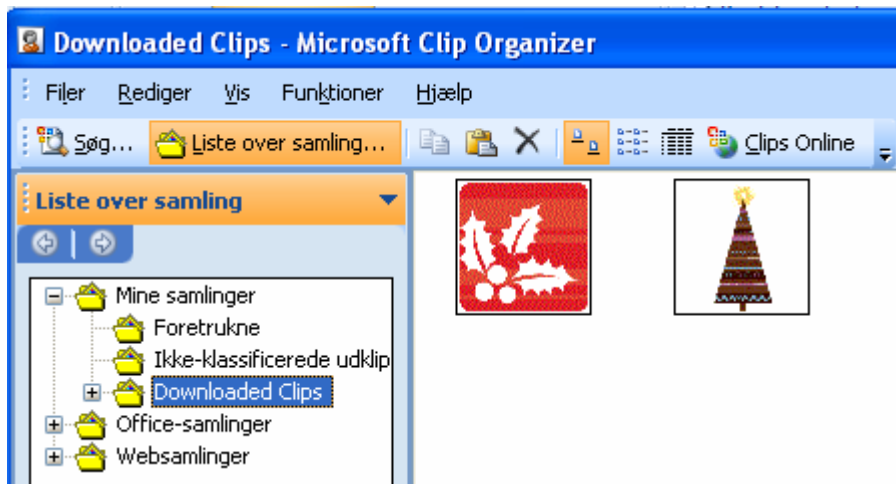 Downloaded Clips - Microsoft Clip Organizer
Filer Rediger Vis Funktioner Hjælp
Søg... Liste over samling... Clips Online
Liste over samling
Mine samlinger
Foretrukne
Ikke-klassificerede udklip
Downloaded Clips
Office-samlinger
Websamlinger